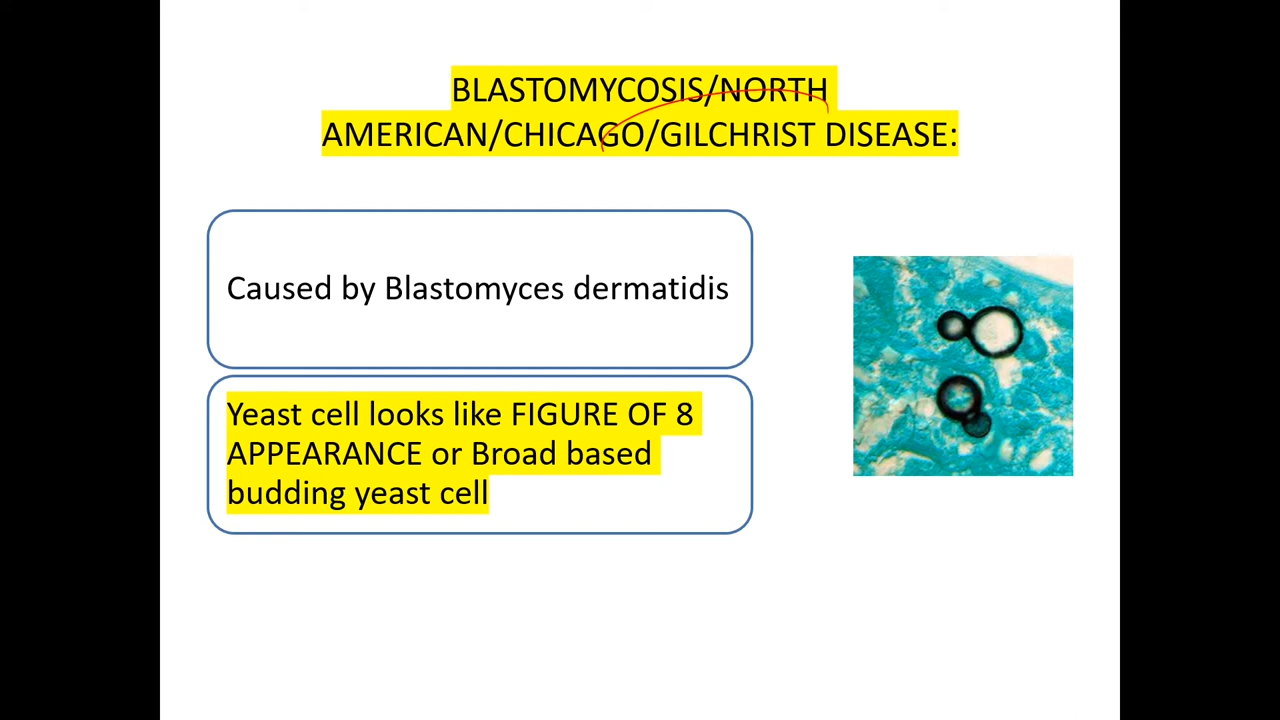 BLASTOMYCOSIS/NORTH
AMERICAN/CHICAGO/GILCHRIST DISEASE:
Caused by Blastomyces dermatidis
Yeast cell looks like FIGURE OF 8
APPEARANCE or Broad based
budding yeast cell